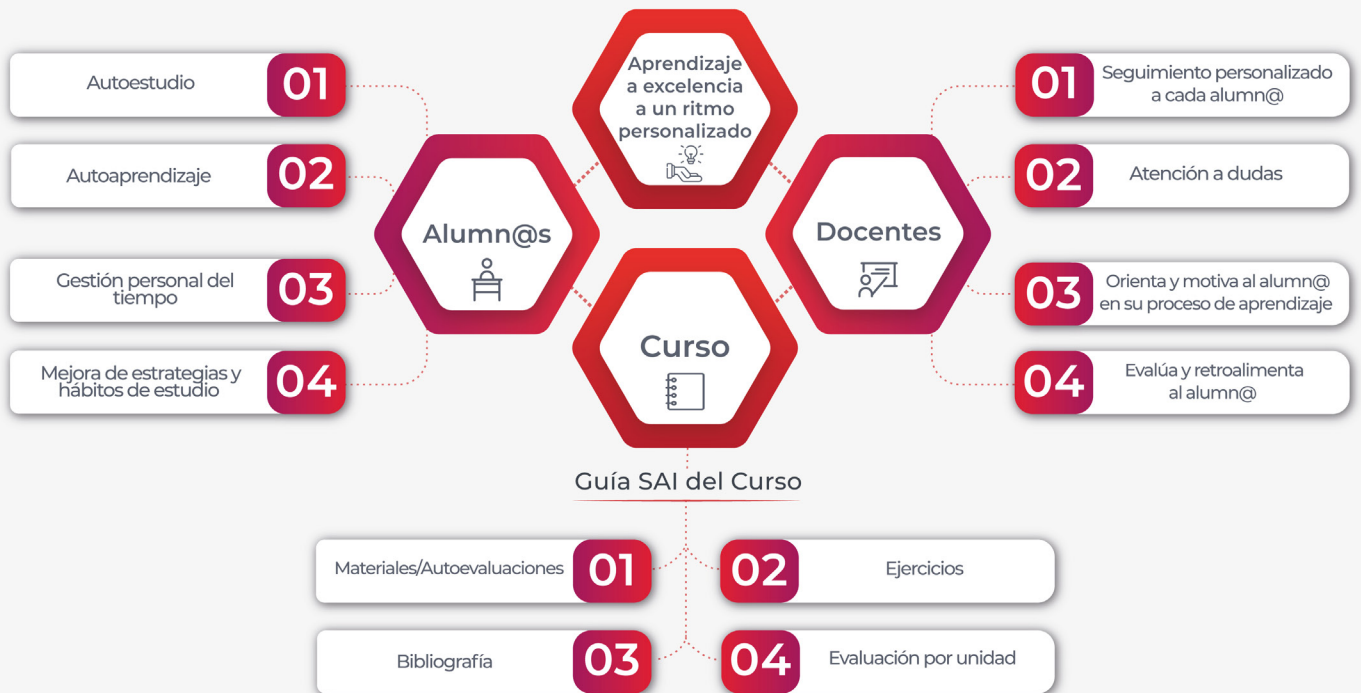 Aprendizaje
a excelencia
a un ritmo
personalizado
Alumn@s
01
Autoestudio
02
Autoaprendizaje
03
Gestión personal del
tiempo
04
Mejora de estrategias y
hábitos de estudio
Docentes
01
Seguimiento personalizado
a cada alumn@
02
Atención a dudas
03
Orienta y motiva al alumn@
en su proceso de aprendizaje
04
Evalúa y retroalimenta
al alumn@
Curso
Guía SAI del Curso
01
Materiales/Autoevaluaciones
02
Ejercicios
03
Bibliografía
04
Evaluación por unidad